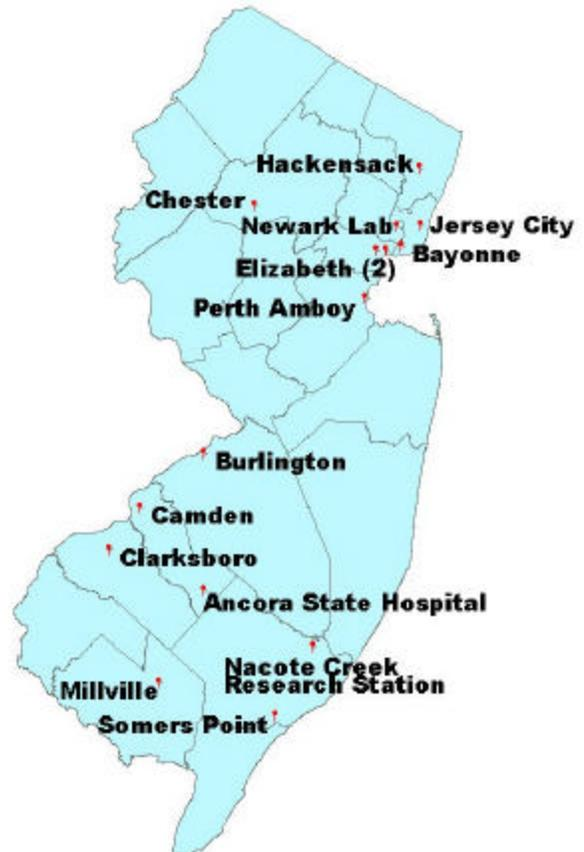 Hackensack
Chester
Newark Lab
Jersey City
Bayonne
Elizabeth (2)
Perth Amboy
Burlington
Camden
Clarksboro
Ancora State Hospital
Nacote Creek
Research Station
Millville
Somers Point